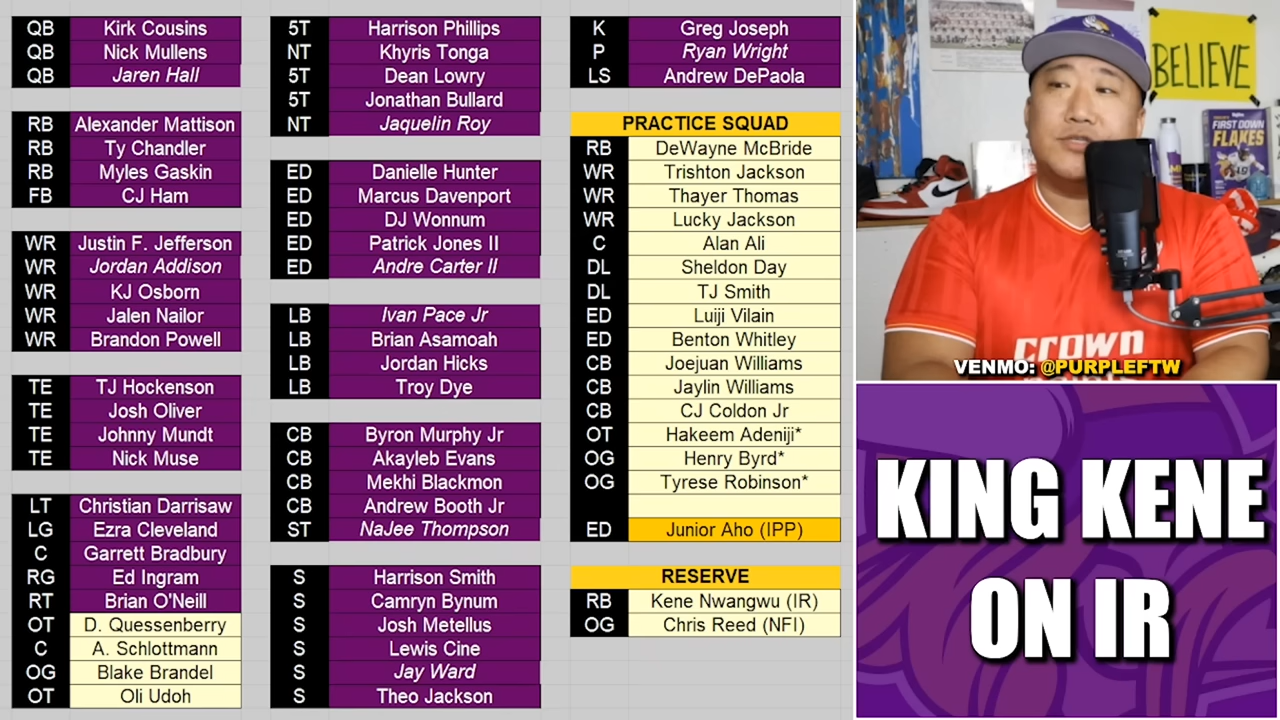 QB Kirk Cousins
QB Nick Mullens
QB Jaren Hall
RB Alexander Mattison
RB Ty Chandler
RB Myles Gaskin
FB CJ Ham
WR Justin F. Jefferson
WR Jordan Addison
WR KJ Osborn
WR Jalen Nailor
WR Brandon Powell
TE TJ Hockenson
TE Josh Oliver
TE Johnny Mundt
TE Nick Muse
LT Christian Darrisaw
LG Ezra Cleveland
C Garrett Bradbury
RG Ed Ingram
RT Brian O'Neill
OT D. Quessenberry
C A. Schlottmann
OG Blake Brandel
OT Oli Udoh
5T Harrison Phillips
NT Khyris Tonga
5T Dean Lowry
5T Jonathan Bullard
NT Jaquelin Roy
ED Danielle Hunter
ED Marcus Davenport
ED DJ Wonnum
ED Patrick Jones II
ED Andre Carter II
LB Ivan Pace Jr
LB Brian Asamoah
LB Jordan Hicks
LB Troy Dye
CB Byron Murphy Jr
CB Akayleb Evans
CB Mekhi Blackmon
CB Andrew Booth Jr
ST NaJee Thompson
S Harrison Smith
S Camryn Bynum
S Josh Metellus
S Lewis Cine
S Jay Ward
S Theo Jackson
K Greg Joseph
P Ryan Wright
LS Andrew DePaola
PRACTICE SQUAD
RB DeWayne McBride
WR Trishton Jackson
WR Thayer Thomas
WR Lucky Jackson
C Alan Ali
DL Sheldon Day
DL TJ Smith
ED Luiji Vilain
ED Benton Whitley
CB Joejuan Williams
CB Jaylin Williams
CB CJ Coldon Jr
OT Hakeem Adeniji*
OG Henry Byrd*
OG Tyrese Robinson*
ED Junior Aho (IPP)
RESERVE
RB Kene Nwangwu (IR)
OG Chris Reed (NFI)
BELIEVE
FIRST DOWN
FLAKES
crown
VENMO: @PURPLEFTW
KING KENE
ON IR